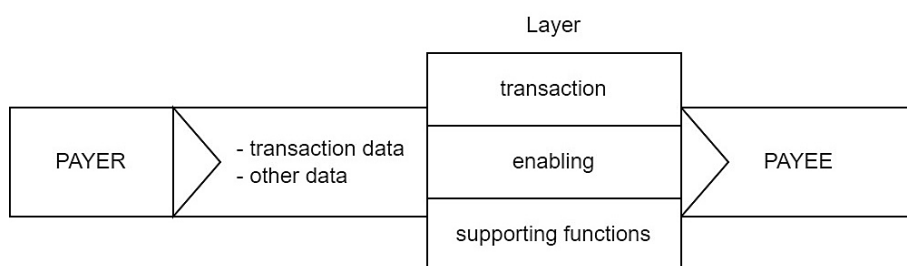 Layer
transaction
PAYER
- transaction data
- other data
enabling
PAYEE
supporting functions